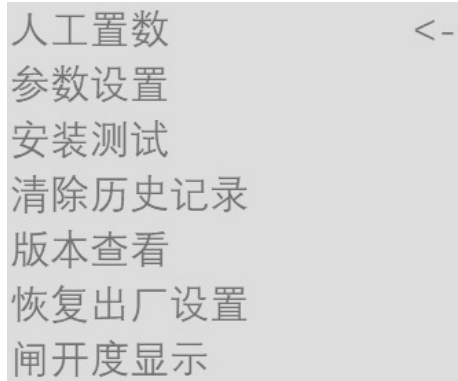 人工置数 <-
参数设置
安装测试
清除历史记录
版本查看
恢复出厂设置
闸开度显示